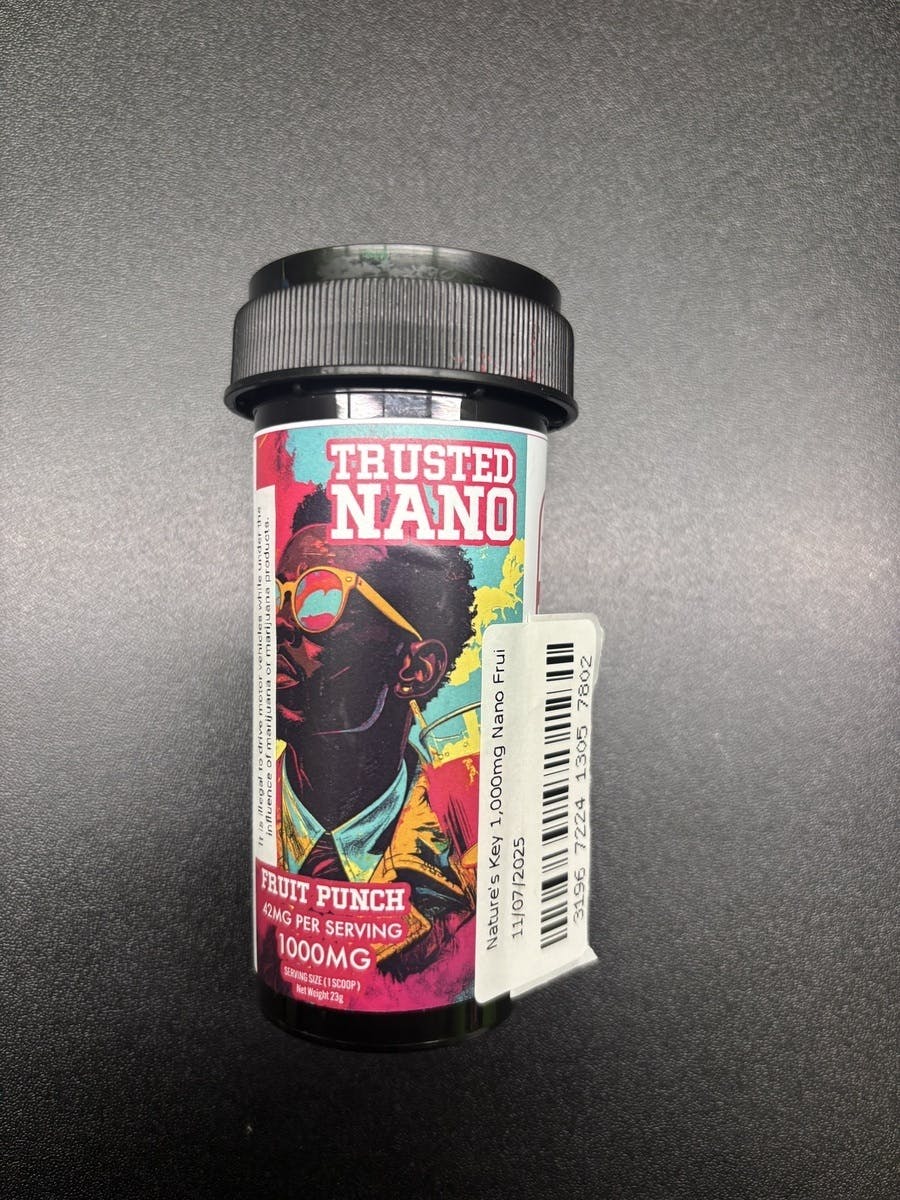 TRUSTED
NANO
It is illegal to drive motor vehicles while under the
influence of marijuana or marijuana products.
FRUIT PUNCH
42MG PER SERVING
1000MG
SERVING SIZE (1 SCOOP)
Net Weight 23g
Nature's Key 1,000mg Nano Frui
11/07/2025
3196 7224 1305 7802